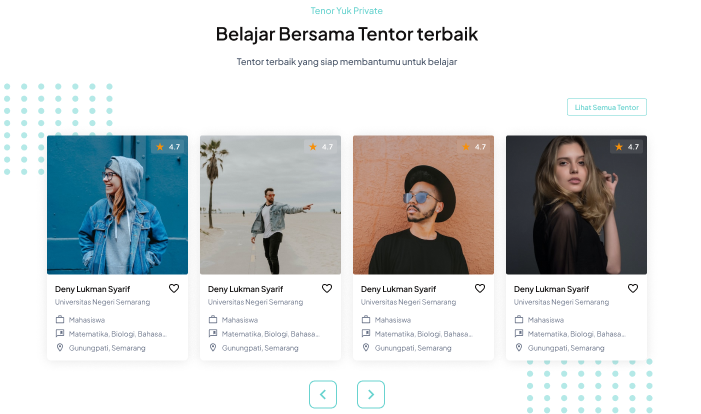 Tenor Yuk Private
Belajar Bersama Tentor terbaik
Tentor terbaik yang siap membantumu untuk belajar
Lihat Semua Tentor
4.7
Deny Lukman Syarif
Universitas Negeri Semarang
Mahasiswa
Matematika, Biologi, Bahasa...
Gunungpati, Semarang
4.7
Deny Lukman Syarif
Universitas Negeri Semarang
Mahasiswa
Matematika, Biologi, Bahasa...
Gunungpati, Semarang
4.7
Deny Lukman Syarif
Universitas Negeri Semarang
Mahasiswa
Matematika, Biologi, Bahasa...
Gunungpati, Semarang
4.7
Deny Lukman Syarif
Universitas Negeri Semarang
Mahasiswa
Matematika, Biologi, Bahasa...
Gunungpati, Semarang